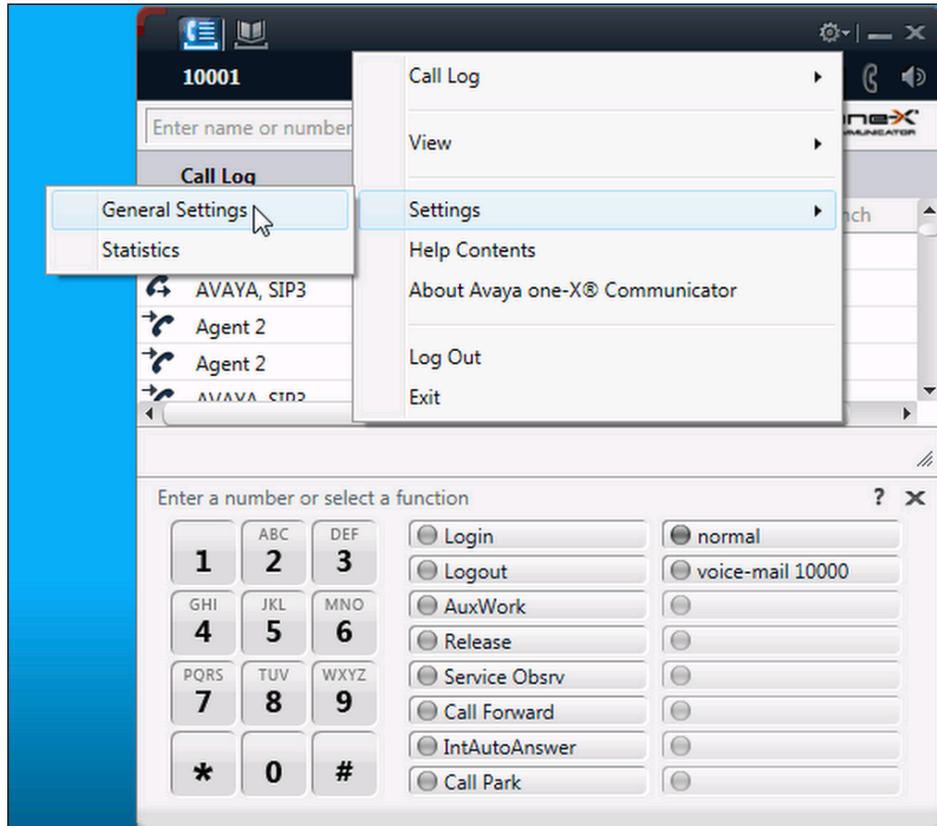 10001
Enter name or number
Call Log
Call Log
View
Settings
Help Contents
About Avaya one-X® Communicator
Log Out
Exit
General Settings
Statistics
AVAYA, SIP3
Agent 2
Agent 2
AVAYA, SIP3
Enter a number or select a function
?
1
ABC
2
DEF
3
GHI
4
JKL
5
MNO
6
PQRS
7
TUV
8
WXYZ
9
*
0
#
Login
Logout
AuxWork
Release
Service Obsrv
Call Forward
IntAutoAnswer
Call Park
normal
voice-mail 10000